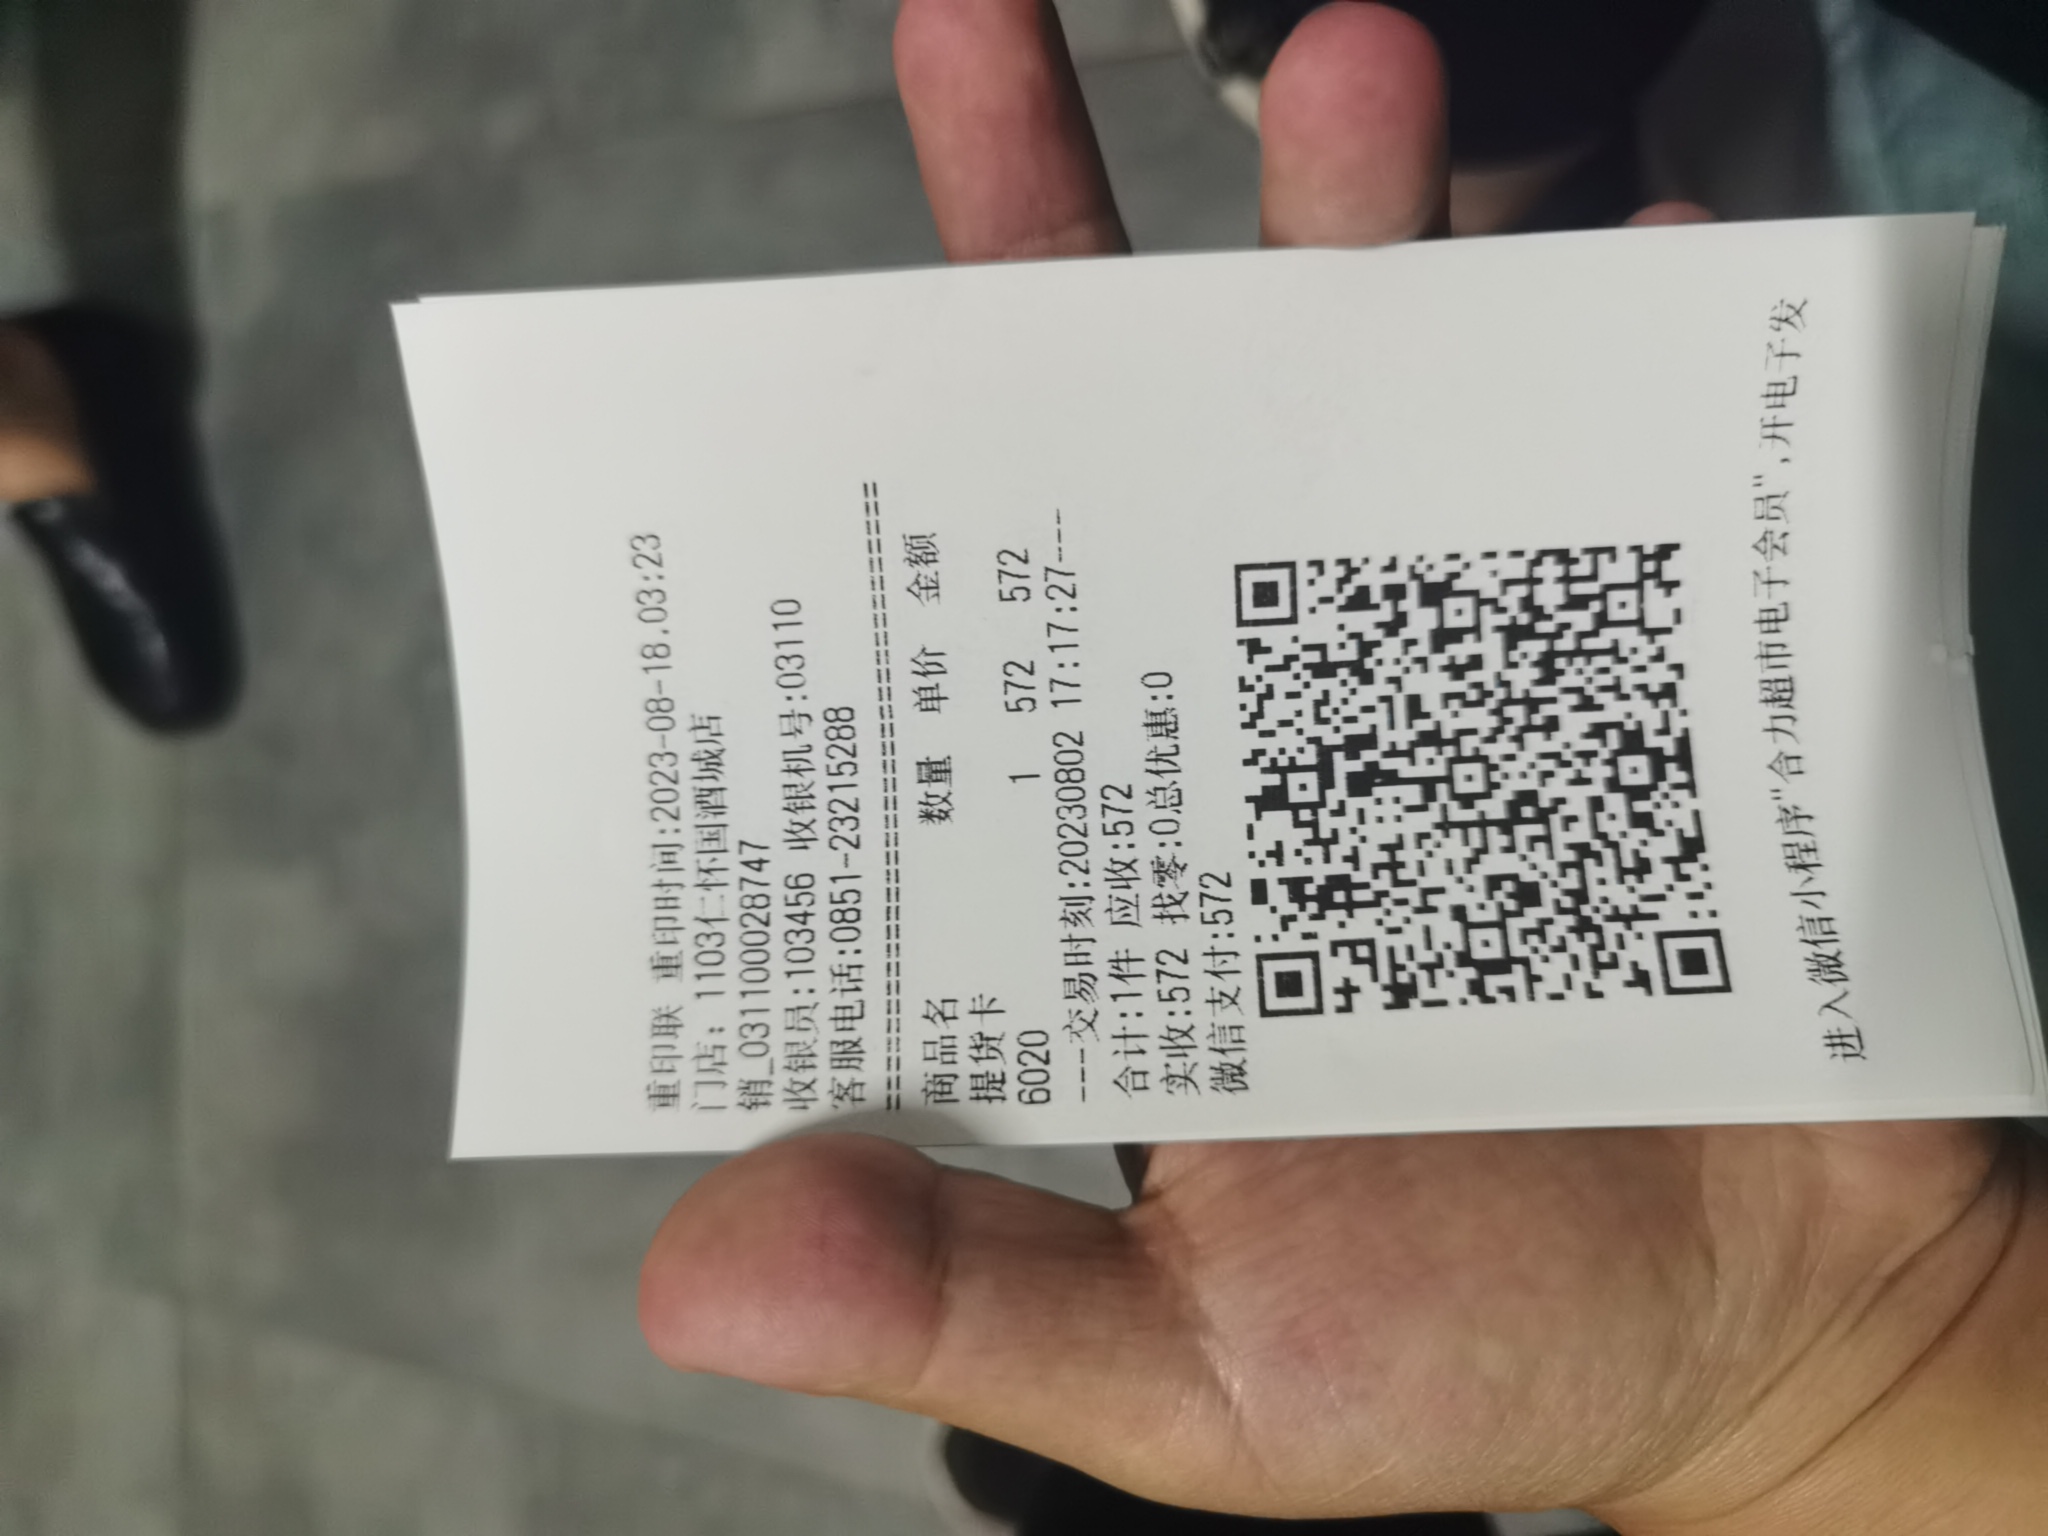 重印联 重印时间:2023-08-18.03:23
门店: 1103仁怀国酒城店
销_0311000028747
收银员:103456 收银机号:03110
客服电话:0851-23215288
================================
商品名 数量 单价 金额
提货卡
6020 1 572 572
---交易时刻:20230802 17:17:27---
合计:1件 应收:572
实收:572 找零:0总优惠:0
微信支付:572
进入微信小程序"合力超市电子会员",开电子发